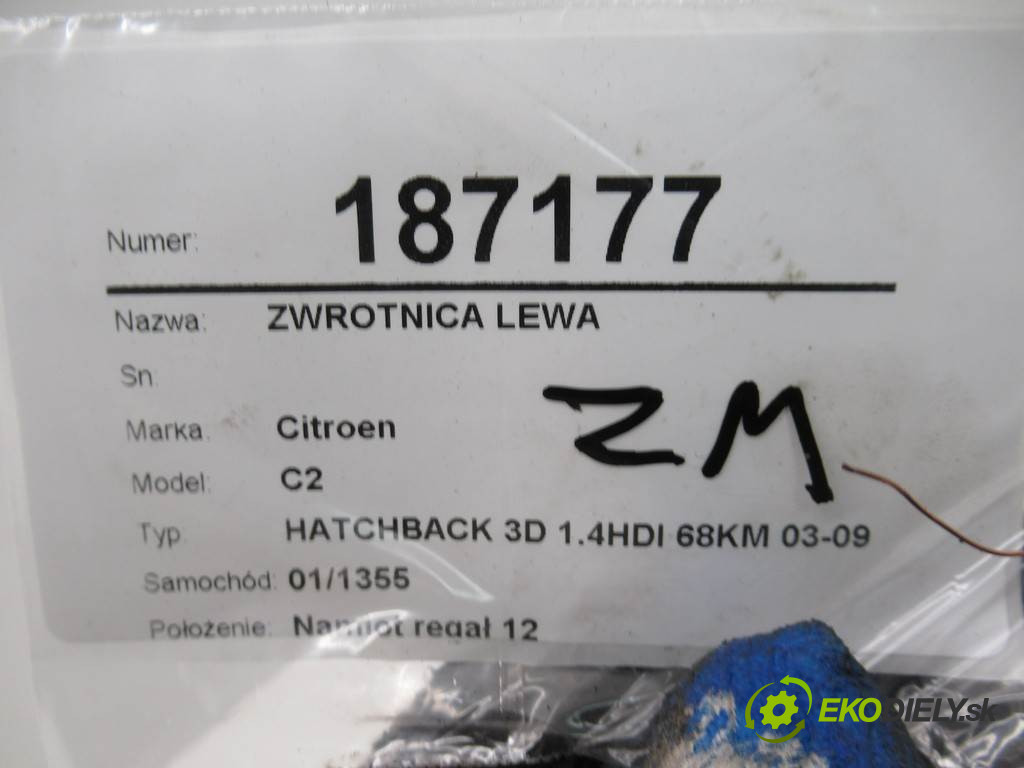 Numer: 187177
Nazwa: ZWROTNICA LEWA
Sn:
Marka: Citroen
Model: C2
Typ: HATCHBACK 3D 1.4HDI 68KM 03-09
Samochód: 01/1355
Położenie: Namiot regał 12
ZM
EKODIELY.sk